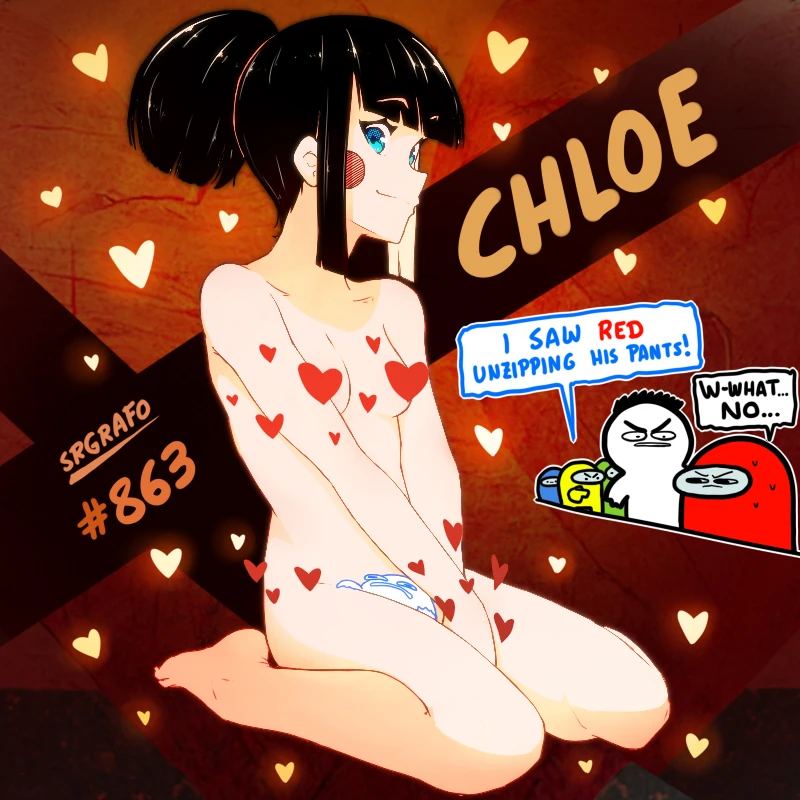 CHLOE
I SAW RED
UNZIPPING HIS PANTS!
W-WHAT...
NO...
SRGRAFO
#863